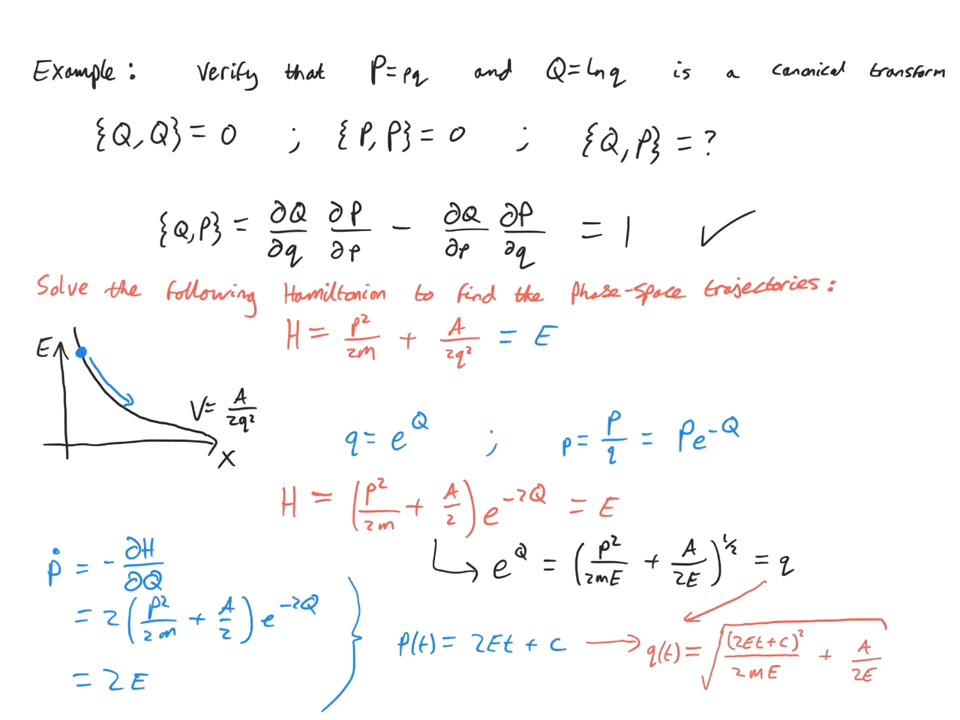 Example: Verify that P=pq and Q=lnq is a canonical transform
{Q,Q}=0 ; {P,P}=0 ; {Q,P}=?
{Q,P} = ∂Q/∂q ∂P/∂p − ∂Q/∂p ∂P/∂q = 1 ✓
Solve the following Hamiltonian to find the phase-space trajectories:
H = p²/2m + A/2q² = E
E
V= A/2q²
x
q = e^Q ; p = P/q = Pe^-Q
H = (P²/2m + A/2) e^-2Q = E
Ṗ = - ∂H/∂Q
= 2(P²/2m + A/2) e^-2Q
= 2E
↳ e^Q = (P²/2mE + A/2E)^1/2 = q
P(t) = 2Et + c → q(t) = √((2Et+c)²/2mE + A/2E)